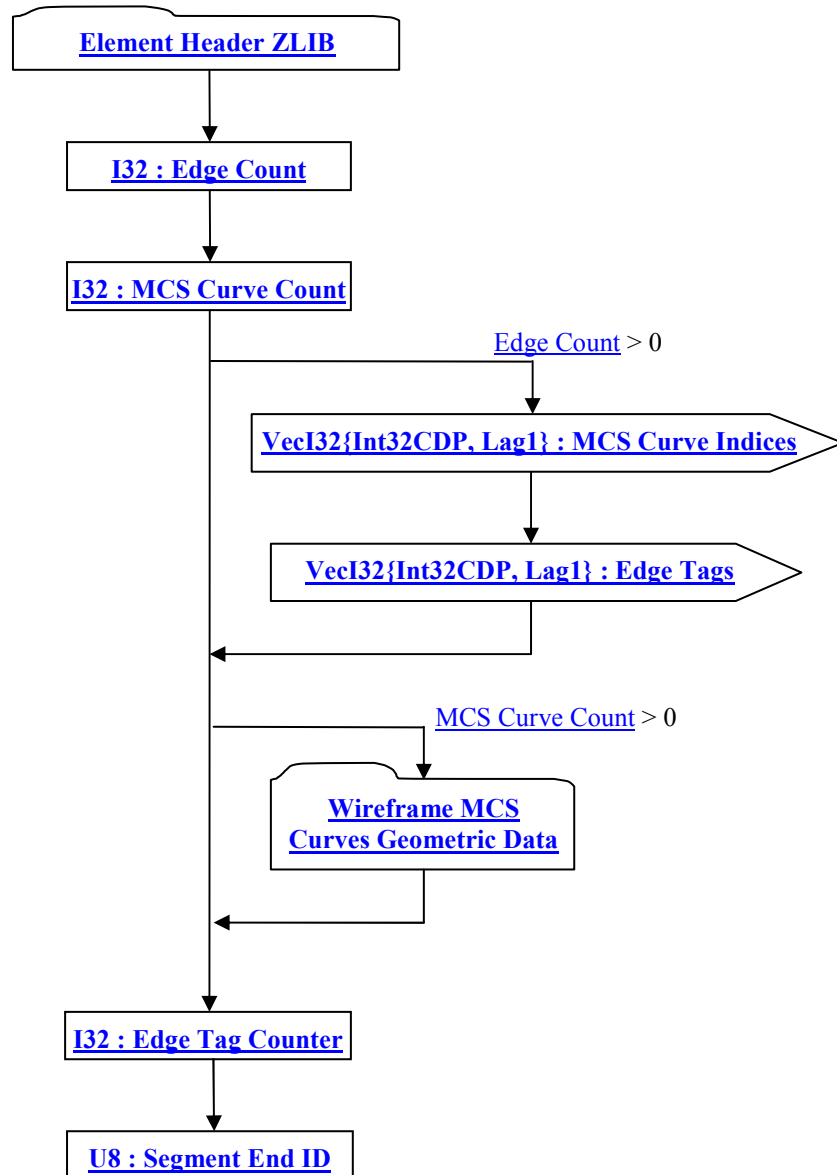 Element Header ZLIB
I32 : Edge Count
I32 : MCS Curve Count
Edge Count > 0
VecI32{Int32CDP, Lag1} : MCS Curve Indices
VecI32{Int32CDP, Lag1} : Edge Tags
MCS Curve Count > 0
Wireframe MCS
Curves Geometric Data
I32 : Edge Tag Counter
U8 : Segment End ID